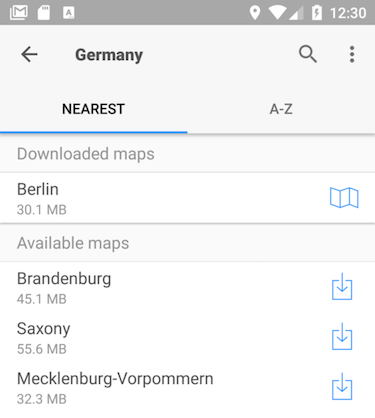 12:30
Germany
NEAREST
A-Z
Downloaded maps
Berlin
30.1 MB
Available maps
Brandenburg
45.1 MB
Saxony
55.6 MB
Mecklenburg-Vorpommern
32.3 MB